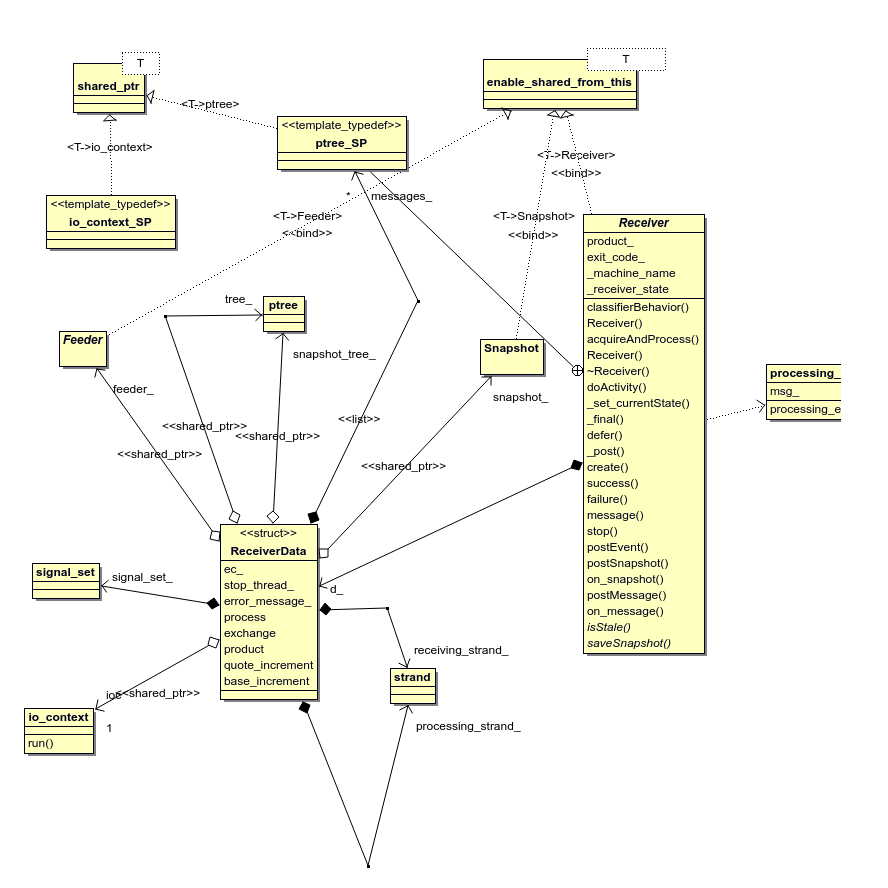 T
shared_ptr
T
enable_shared_from_this
<T->ptree>
<<template_typedef>>
ptree_SP
<T->io_context>
<T->Receiver>
<<bind>>
<<template_typedef>>
io_context_SP
*
messages_
<T->Feeder>
<<bind>>
<T->Snapshot>
<<bind>>
Receiver
product_
exit_code_
_machine_name
_receiver_state
classifierBehavior()
Receiver()
acquireAndProcess()
Receiver()
~Receiver()
doActivity()
_set_currentState()
_final()
defer()
_post()
create()
success()
failure()
message()
stop()
postEvent()
postSnapshot()
on_snapshot()
postMessage()
on_message()
isStale()
saveSnapshot()
tree_
ptree
Feeder
snapshot_tree_
Snapshot
snapshot_
processing_
msg_
processing_e
feeder_
<<shared_ptr>>
<<shared_ptr>>
<<list>>
<<shared_ptr>>
<<shared_ptr>>
<<struct>>
ReceiverData
ec_
stop_thread_
error_message_
process
exchange
product
quote_increment
base_increment
signal_set
signal_set_
d_
receiving_strand_
strand
processing_strand_
<<shared_ptr>>
io_context
run()
1